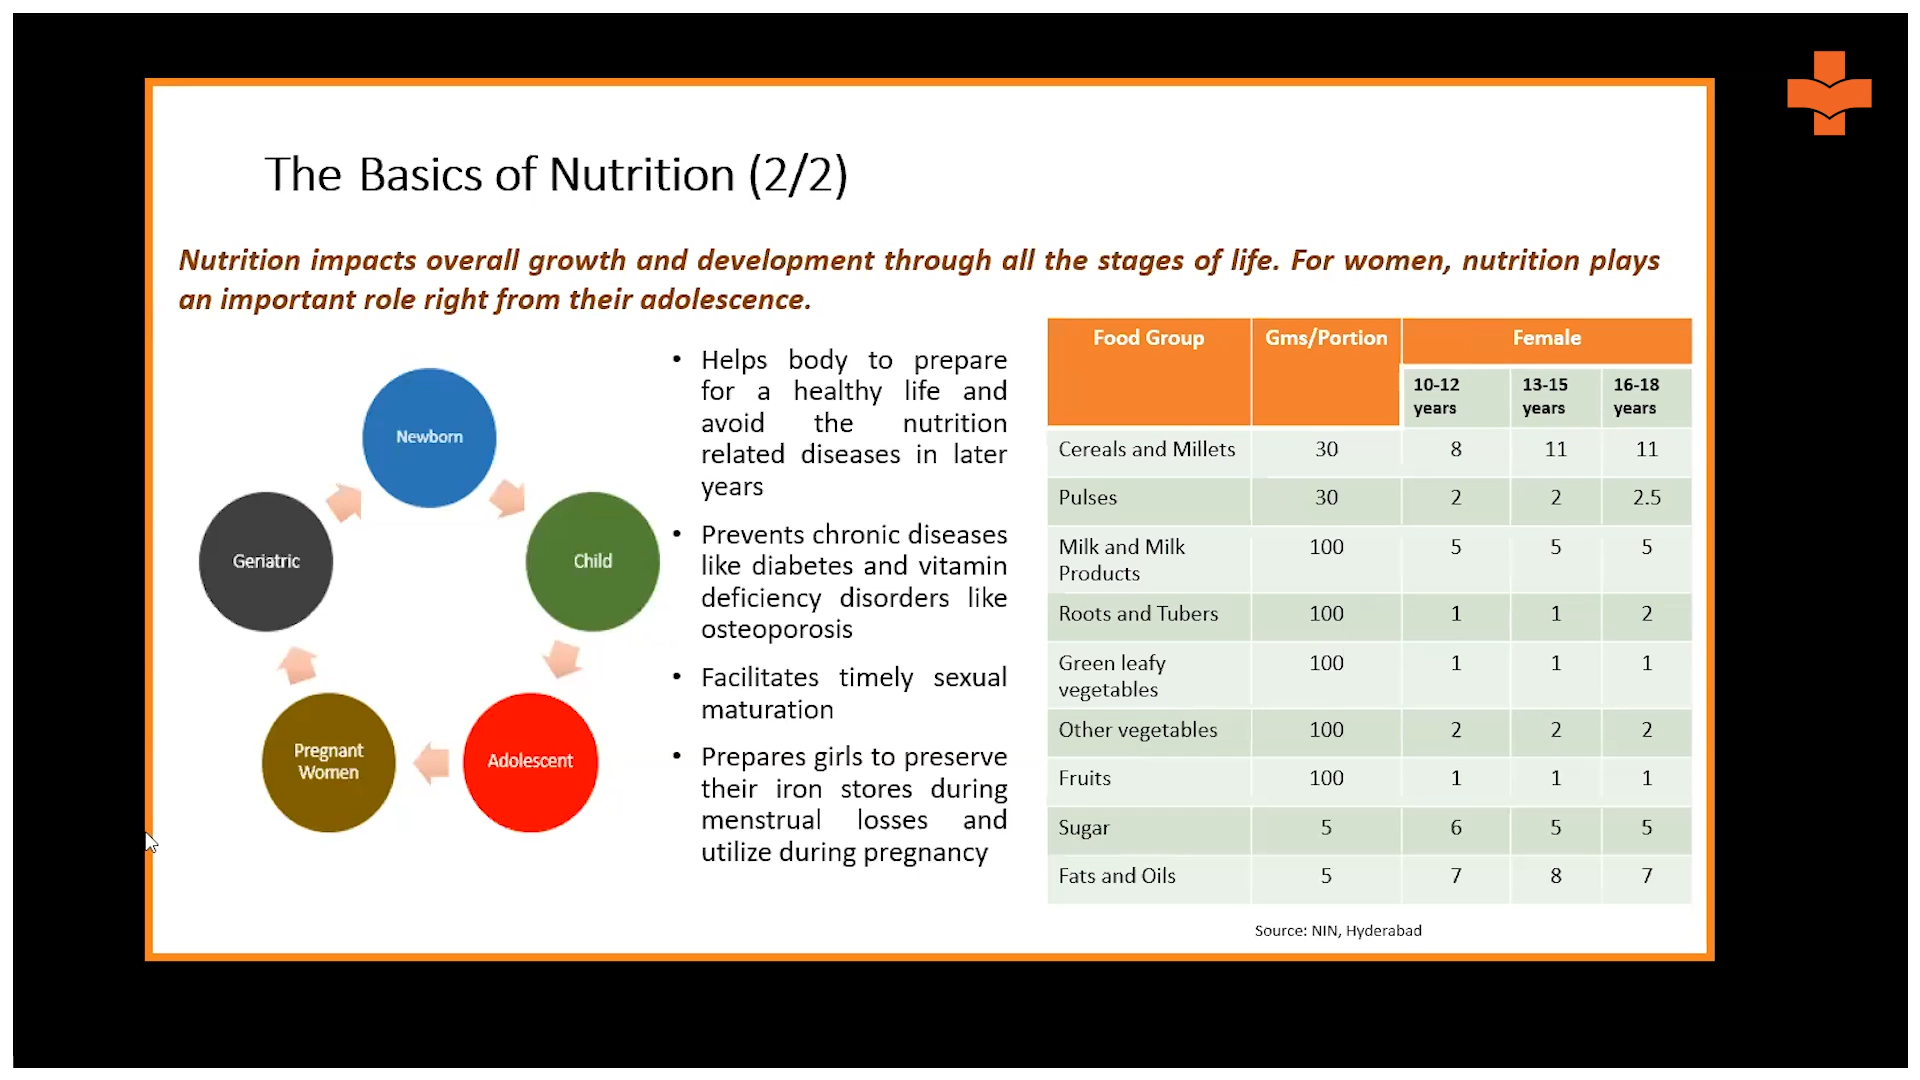 The Basics of Nutrition (2/2)
Nutrition impacts overall growth and development through all the stages of life. For women, nutrition plays
an important role right from their adolescence.
Newborn
Child
Adolescent
Pregnant
Women
Geriatric
• Helps body to prepare
for a healthy life and
avoid the nutrition
related diseases in later
years
• Prevents chronic diseases
like diabetes and vitamin
deficiency disorders like
osteoporosis
• Facilitates timely sexual
maturation
• Prepares girls to preserve
their iron stores during
menstrual losses and
utilize during pregnancy
Food Group Gms/Portion Female
10-12 13-15 16-18
years years years
Cereals and Millets 30 8 11 11
Pulses 30 2 2 2.5
Milk and Milk 100 5 5 5
Products
Roots and Tubers 100 1 1 2
Green leafy 100 1 1 1
vegetables
Other vegetables 100 2 2 2
Fruits 100 1 1 1
Sugar 5 6 5 5
Fats and Oils 5 7 8 7
Source: NIN, Hyderabad